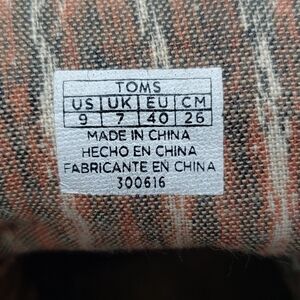 TOMS
US UK EU CM
9 7 40 26
MADE IN CHINA
HECHO EN CHINA
FABRICANTE EN CHINA
300616